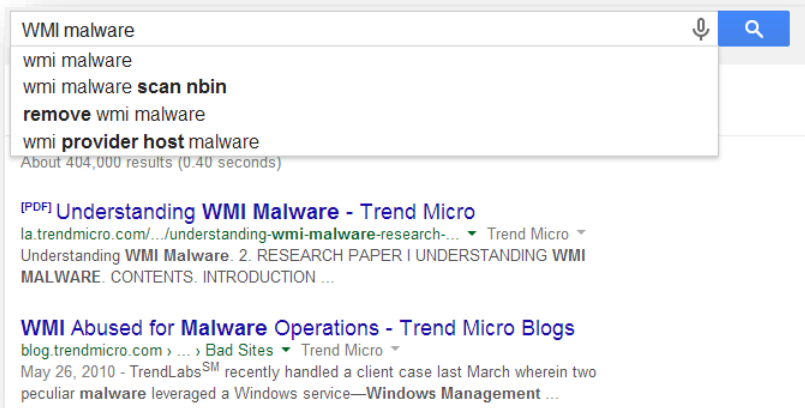 WMI malware
wmi malware
wmi malware scan nbin
remove wmi malware
wmi provider host malware
About 404,000 results (0.40 seconds)
[PDF] Understanding WMI Malware - Trend Micro
la.trendmicro.com/.../understanding-wmi-malware-research-... ▼ Trend Micro ▼
Understanding WMI Malware. 2. RESEARCH PAPER I UNDERSTANDING WMI
MALWARE. CONTENTS. INTRODUCTION ...
WMI Abused for Malware Operations - Trend Micro Blogs
blog.trendmicro.com › ... › Bad Sites ▼ Trend Micro ▼
May 26, 2010 - TrendLabsSM recently handled a client case last March wherein two
peculiar malware leveraged a Windows service—Windows Management ...